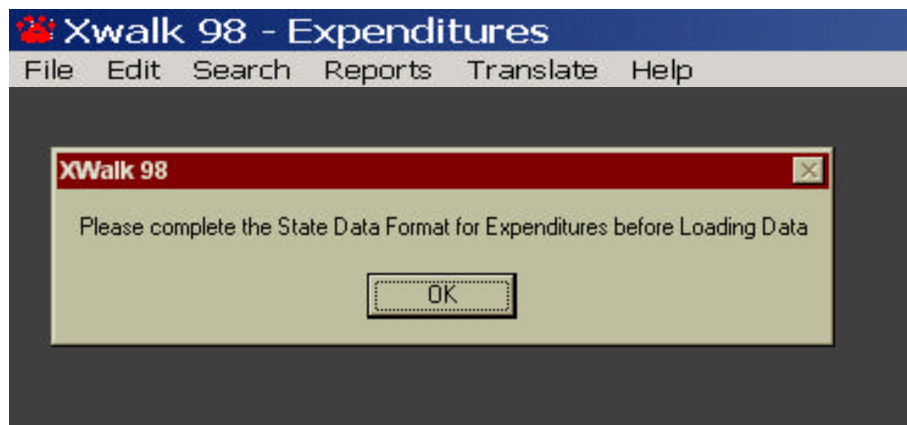 Xwalk 98 - Expenditures
File Edit Search Reports Translate Help
XWalk 98
Please complete the State Data Format for Expenditures before Loading Data
OK